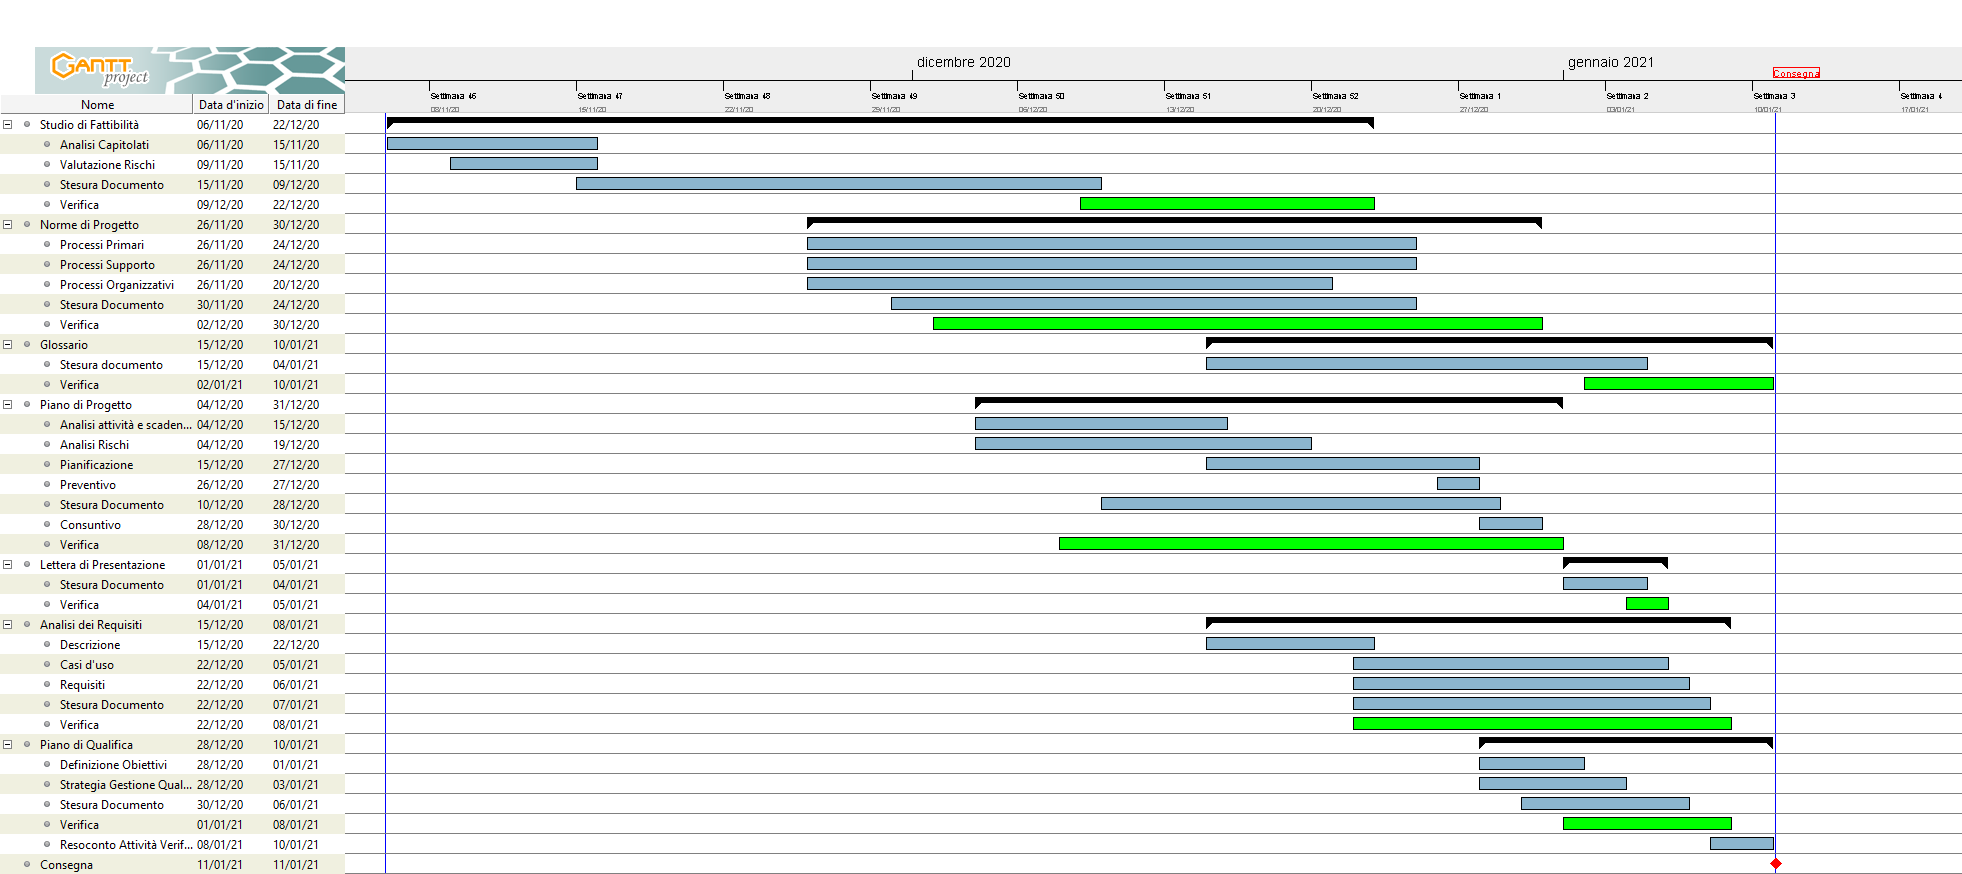 GANTT
project
dicembre 2020
gennaio 2021
Consegna
Settimana 46
Settimana 47
Settimana 48
Settimana 49
Settimana 50
Settimana 51
Settimana 52
Settimana 1
Settimana 2
Settimana 3
Settimana 4
08/11/20
15/11/20
22/11/20
29/11/20
06/12/20
13/12/20
20/12/20
27/12/20
03/01/21
10/01/21
17/01/21
Nome Data d'inizio Data di fine
Studio di Fattibilità 06/11/20 22/12/20
Analisi Capitolati 06/11/20 15/11/20
Valutazione Rischi 09/11/20 15/11/20
Stesura Documento 15/11/20 09/12/20
Verifica 09/12/20 22/12/20
Norme di Progetto 26/11/20 30/12/20
Processi Primari 26/11/20 24/12/20
Processi Supporto 26/11/20 24/12/20
Processi Organizzativi 26/11/20 20/12/20
Stesura Documento 30/11/20 24/12/20
Verifica 02/12/20 30/12/20
Glossario 15/12/20 10/01/21
Stesura documento 15/12/20 04/01/21
Verifica 02/01/21 10/01/21
Piano di Progetto 04/12/20 31/12/20
Analisi attività e scaden... 04/12/20 15/12/20
Analisi Rischi 04/12/20 19/12/20
Pianificazione 15/12/20 27/12/20
Preventivo 26/12/20 27/12/20
Stesura Documento 10/12/20 28/12/20
Consuntivo 28/12/20 30/12/20
Verifica 08/12/20 31/12/20
Lettera di Presentazione 01/01/21 05/01/21
Stesura Documento 01/01/21 04/01/21
Verifica 04/01/21 05/01/21
Analisi dei Requisiti 15/12/20 08/01/21
Descrizione 15/12/20 22/12/20
Casi d'uso 22/12/20 05/01/21
Requisiti 22/12/20 06/01/21
Stesura Documento 22/12/20 07/01/21
Verifica 22/12/20 08/01/21
Piano di Qualifica 28/12/20 10/01/21
Definizione Obiettivi 28/12/20 01/01/21
Strategia Gestione Qual... 28/12/20 03/01/21
Stesura Documento 30/12/20 06/01/21
Verifica 01/01/21 08/01/21
Resoconto Attività Verif... 08/01/21 10/01/21
Consegna 11/01/21 11/01/21